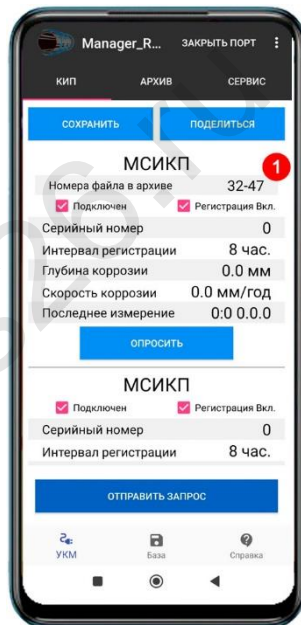 Manager_R... ЗАКРЫТЬ ПОРТ
КИП АРХИВ СЕРВИС
СОХРАНИТЬ ПОДЕЛИТЬСЯ
МСИКП 1
Номера файла в архиве 32-47
Подключен Регистрация Вкл.
Серийный номер 0
Интервал регистрации 8 час.
Глубина коррозии 0.0 мм
Скорость коррозии 0.0 мм/год
Последнее измерение 0:0 0.0.0
ОПРОСИТЬ
МСИКП
Подключен Регистрация Вкл.
Серийный номер 0
Интервал регистрации 8 час.
ОТПРАВИТЬ ЗАПРОС
УКМ База Справка